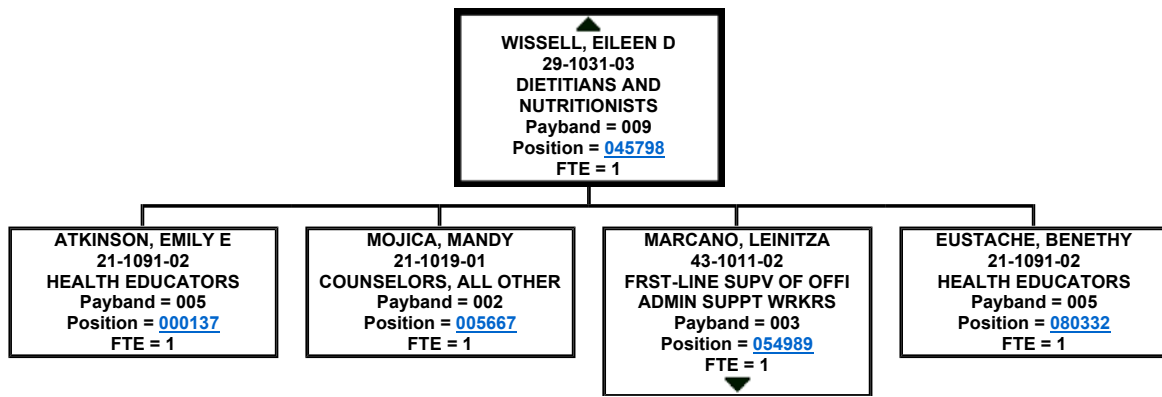 WISSELL, EILEEN D
29-1031-03
DIETITIANS AND
NUTRITIONISTS
Payband = 009
Position = 045798
FTE = 1
ATKINSON, EMILY E
21-1091-02
HEALTH EDUCATORS
Payband = 005
Position = 000137
FTE = 1
MOJICA, MANDY
21-1019-01
COUNSELORS, ALL OTHER
Payband = 002
Position = 005667
FTE = 1
MARCANO, LEINITZA
43-1011-02
FRST-LINE SUPV OF OFFI
ADMIN SUPPT WRKRS
Payband = 003
Position = 054989
FTE = 1
EUSTACHE, BENETHY
21-1091-02
HEALTH EDUCATORS
Payband = 005
Position = 080332
FTE = 1